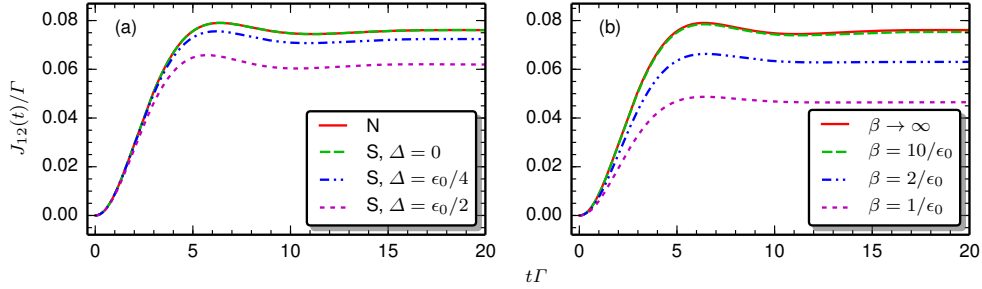 (a)
0.08
0.06
0.04
0.02
0.00
J₁₂(t)/Γ
N
S, Δ = 0
S, Δ = ϵ₀/4
S, Δ = ϵ₀/2
0 5 10 15 20
(b)
0.08
0.06
0.04
0.02
0.00
β → ∞
β = 10/ϵ₀
β = 2/ϵ₀
β = 1/ϵ₀
0 5 10 15 20
tΓ